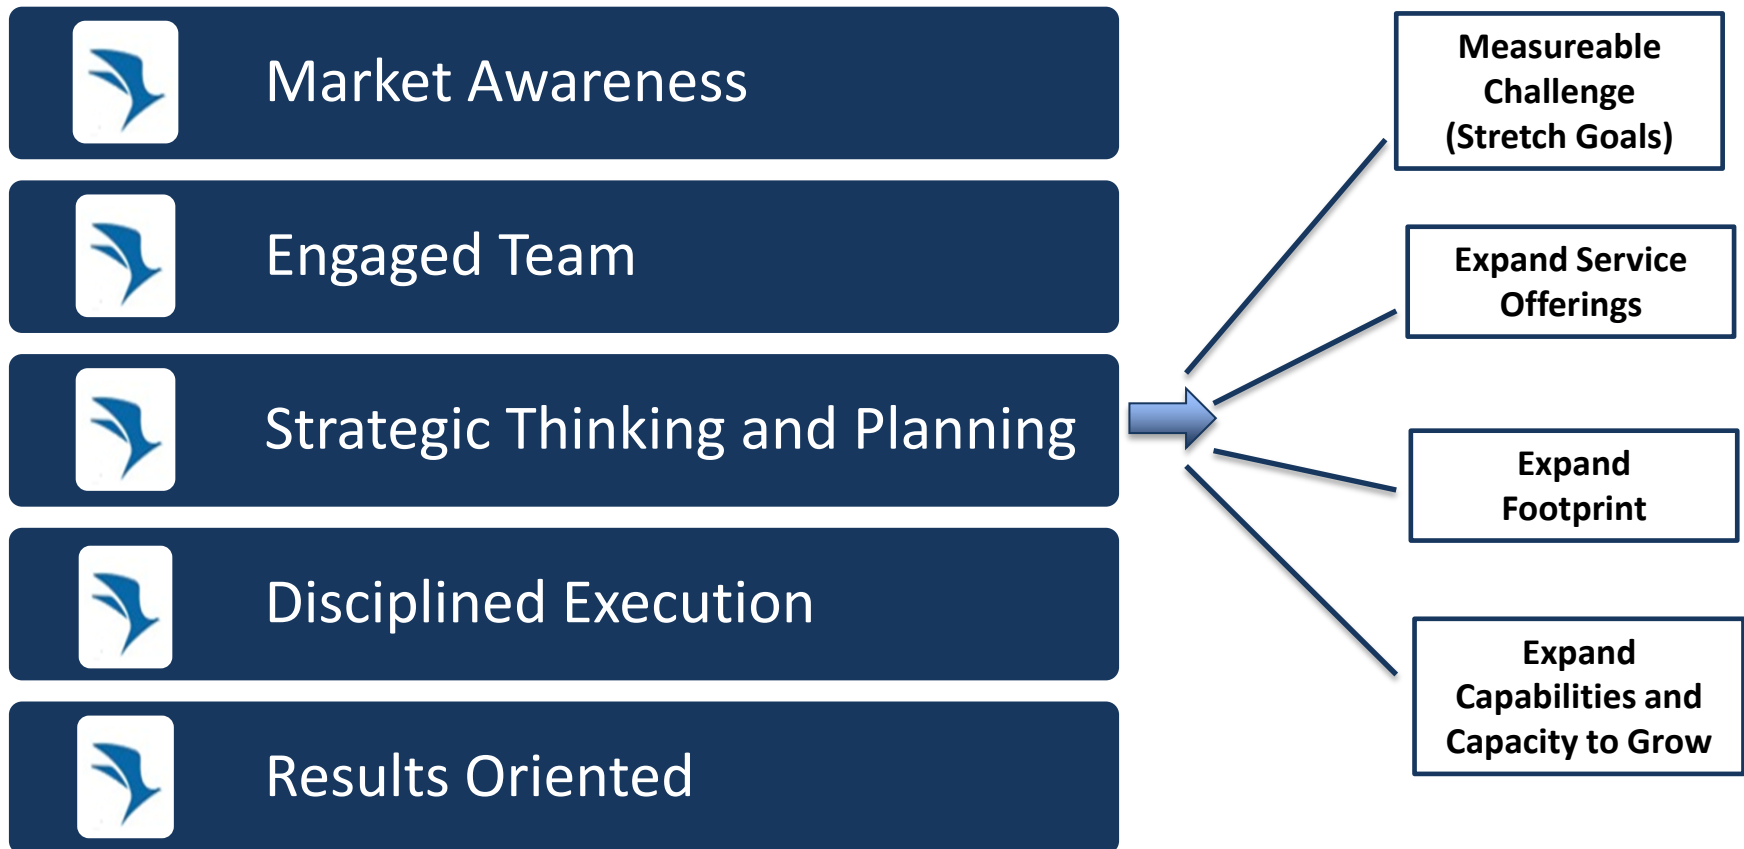 Market Awareness
Engaged Team
Strategic Thinking and Planning
Disciplined Execution
Results Oriented
Measureable
Challenge
(Stretch Goals)
Expand Service
Offerings
Expand
Footprint
Expand
Capabilities and
Capacity to Grow